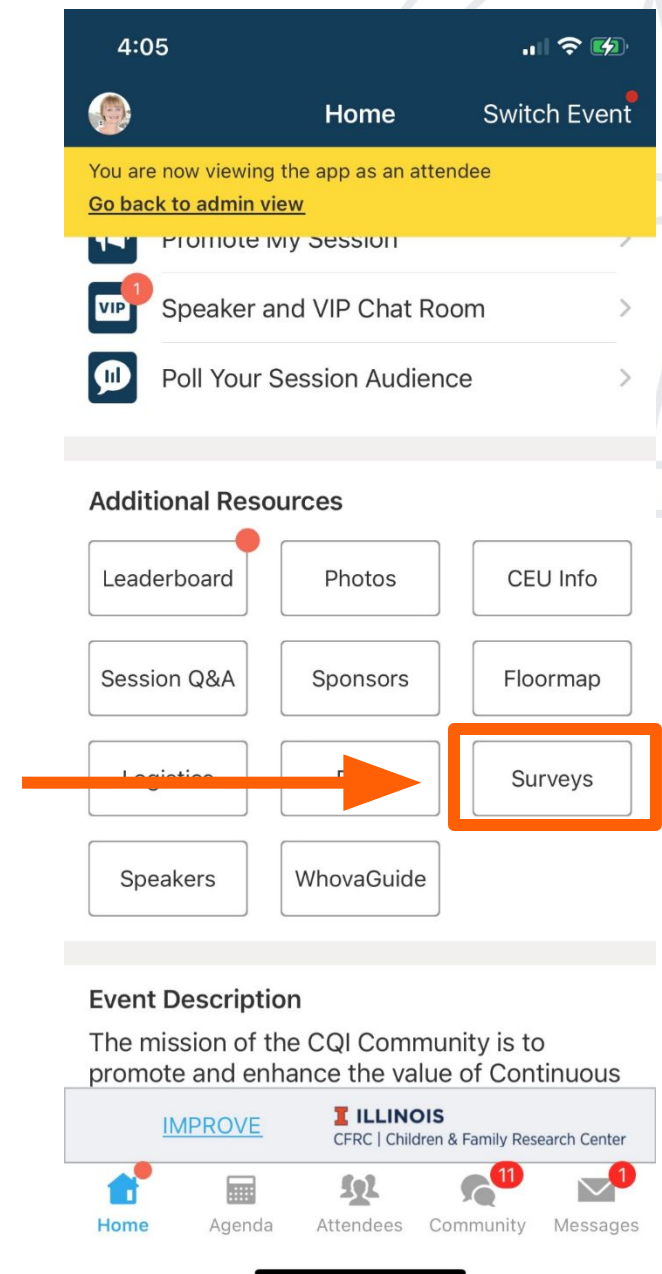 4:05
Home
Switch Event
You are now viewing the app as an attendee
Go back to admin view
Promote My Session
1
VIP
Speaker and VIP Chat Room
Poll Your Session Audience
Additional Resources
Leaderboard
Photos
CEU Info
Session Q&A
Sponsors
Floormap
Logistics
Surveys
Speakers
WhovaGuide
Event Description
The mission of the CQI Community is to
promote and enhance the value of Continuous
IMPROVE
I ILLINOIS
CFRC | Children & Family Research Center
11
1
Home
Agenda
Attendees
Community
Messages